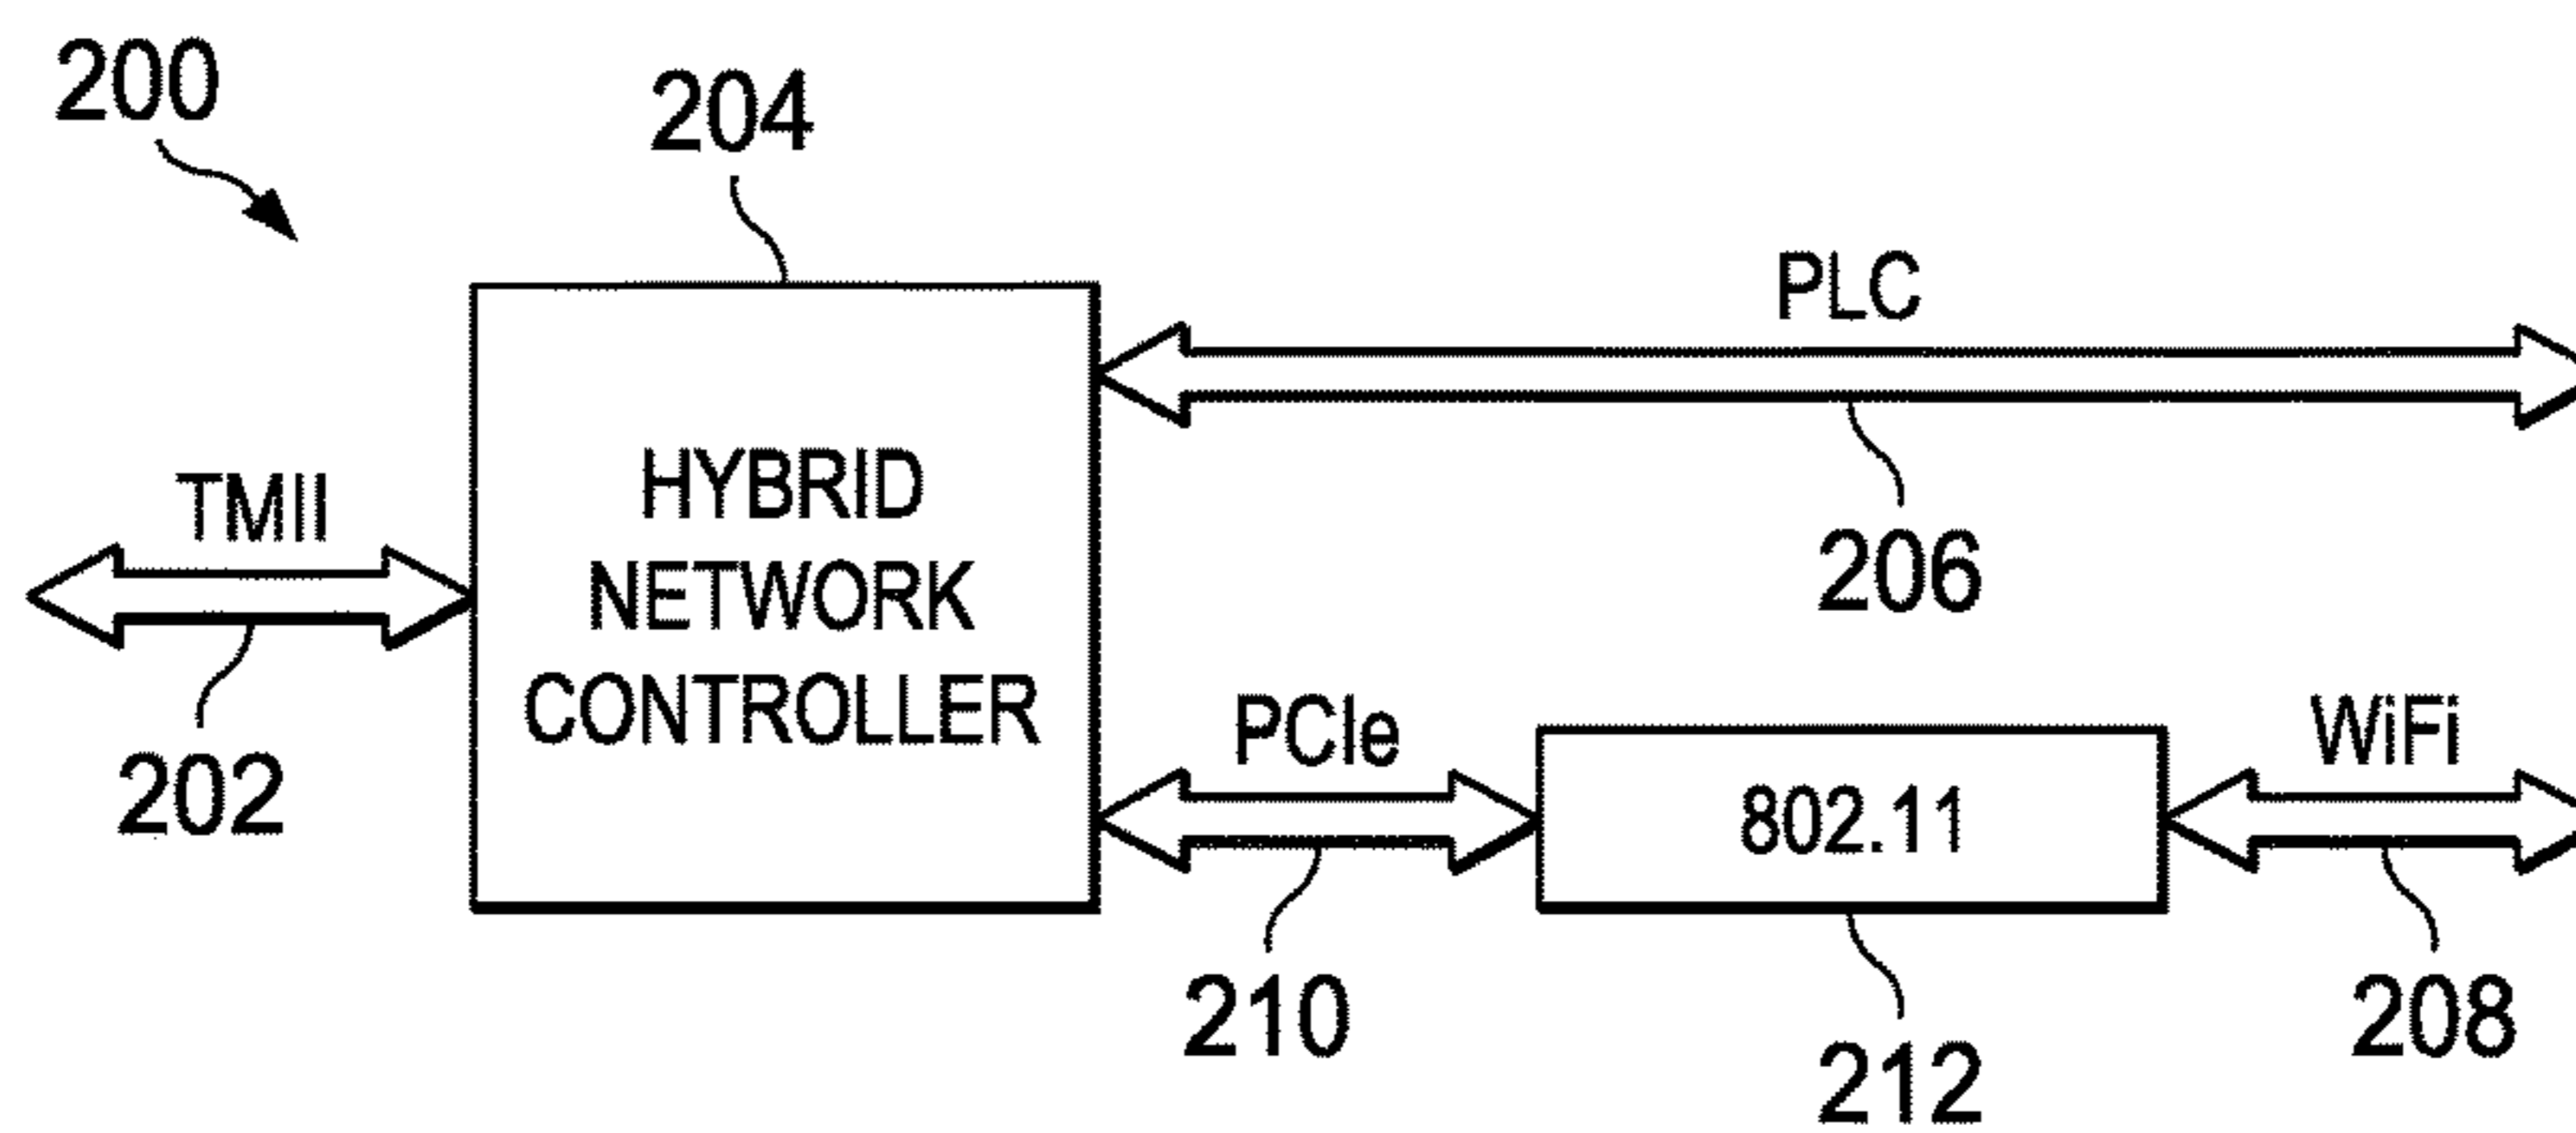 200
204
PLC
HYBRID
NETWORK
CONTROLLER
TMII
206
202
PCIe
WiFi
802.11
210
208
212